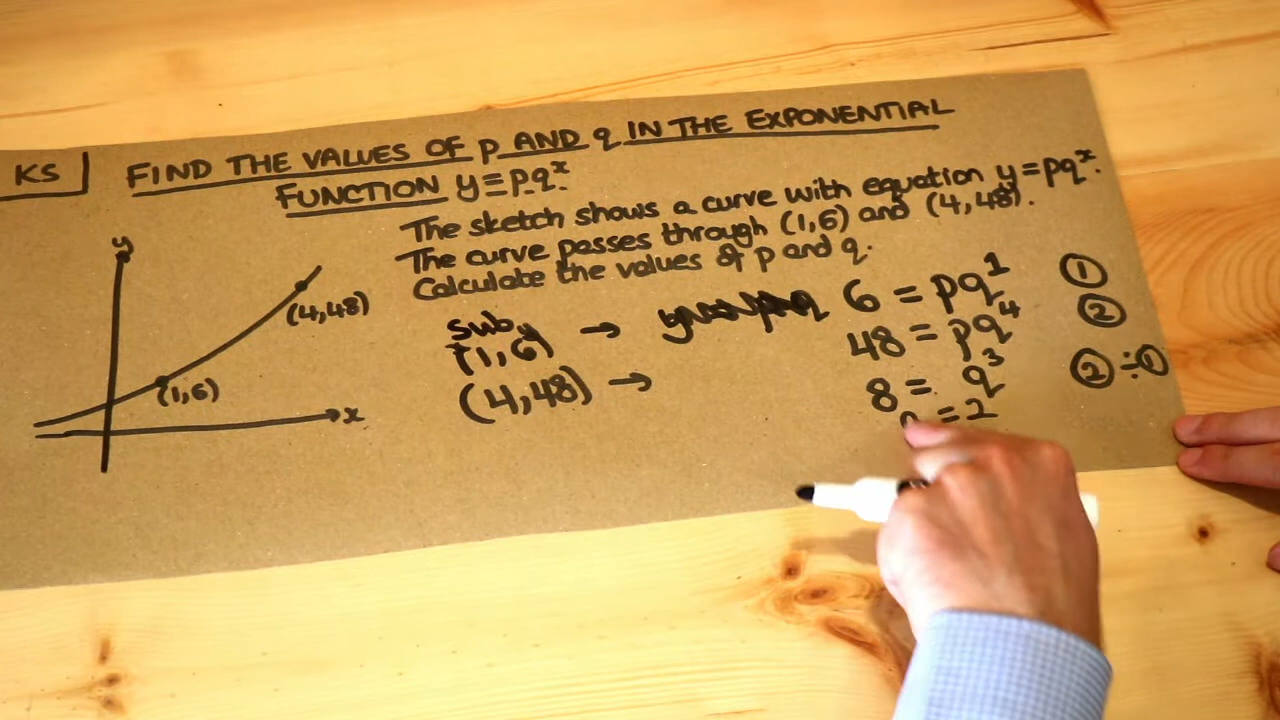 KS
FIND THE VALUES OF p AND q IN THE EXPONENTIAL
FUNCTION y = pq^x.
The sketch shows a curve with equation y = pq^x.
The curve passes through (1,6) and (4,48).
Calculate the values of p and q.
y
(4,48)
(1,6)
x
sub
(1,6) → 6 = pq^1 ①
(4,48) → 48 = pq^4 ②
8 = q^3 ② ÷ ①
= 2